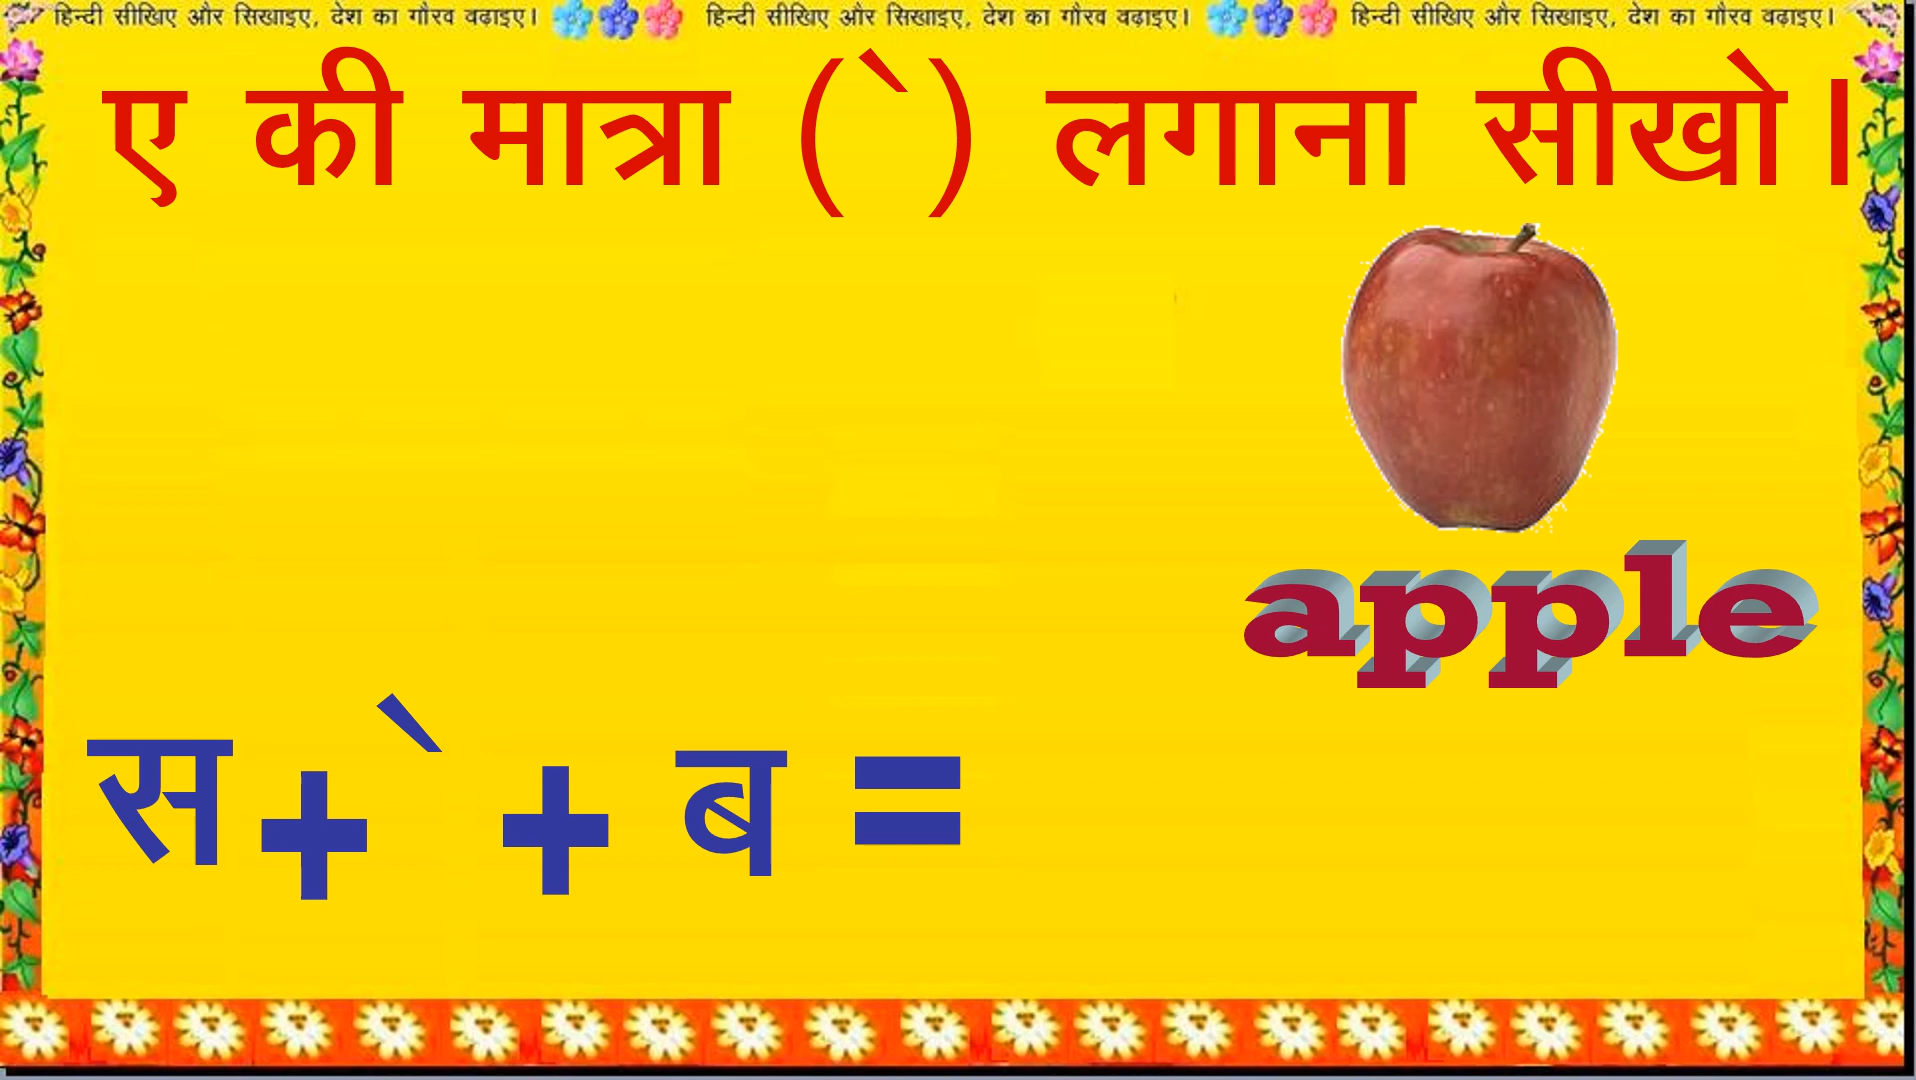 हिन्दी सीखिए और सिखाइए, देश का गौरव बढ़ाइए। हिन्दी सीखिए और सिखाइए, देश का गौरव बढ़ाइए। हिन्दी सीखिए और सिखाइए, देश का गौरव बढ़ाइए।
ए की मात्रा (े) लगाना सीखो।
apple
स + े + ब =